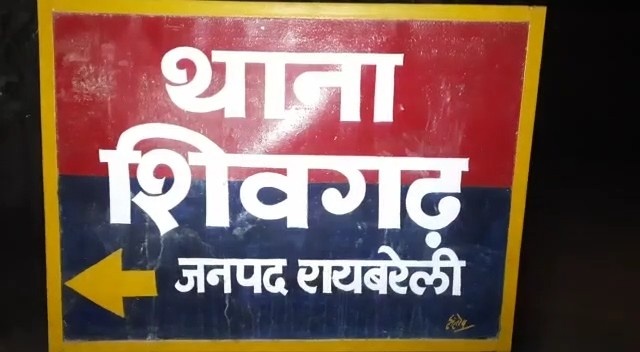 थाना
शिवगढ़
जनपद रायबरेली